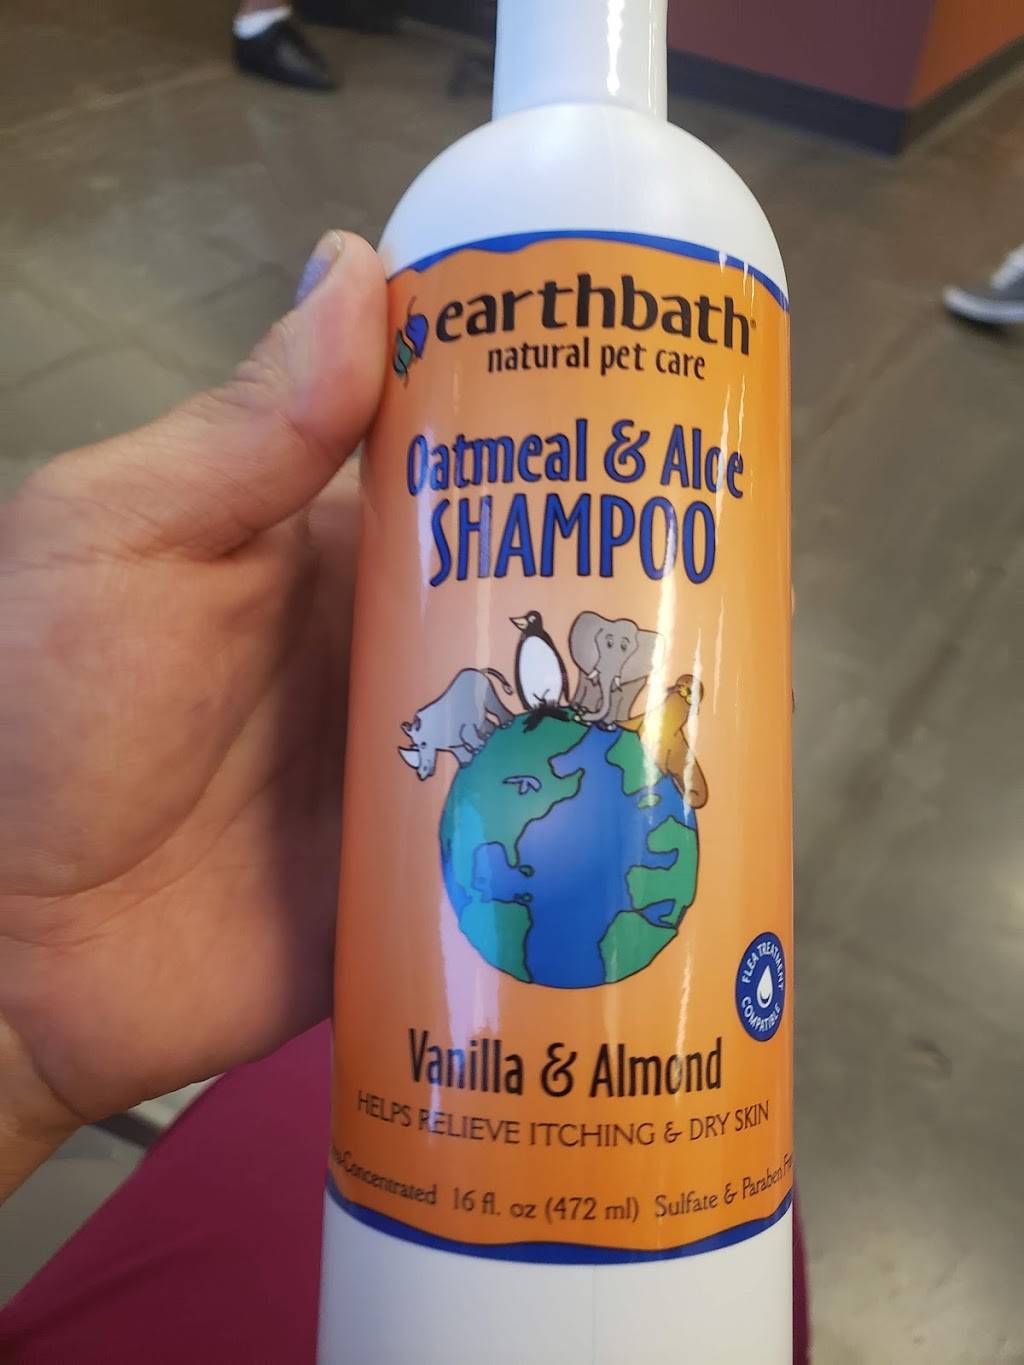 earthbath®
natural pet care
Oatmeal & Aloe
SHAMPOO
FLEA TREATMENT
COMPATIBLE
Vanilla & Almond
HELPS RELIEVE ITCHING & DRY SKIN
Concentrated 16 fl. oz (472 ml) Sulfate & Paraben